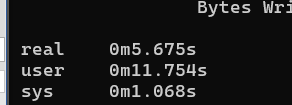 Bytes Wri
real 0m5.675s
user 0m11.754s
sys 0m1.068s